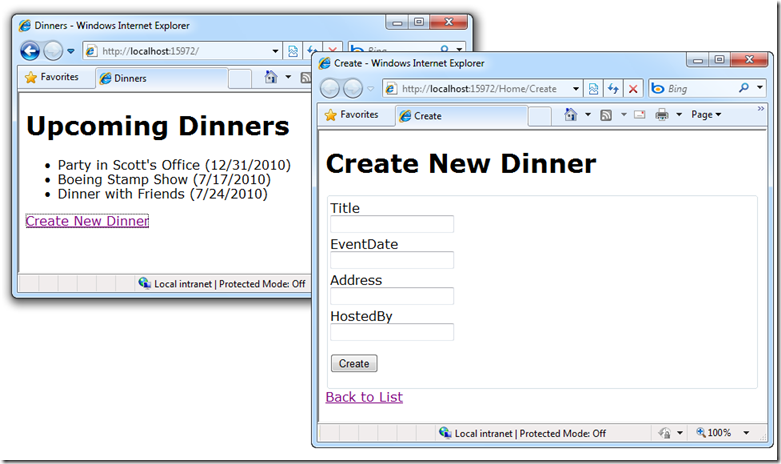 Dinners - Windows Internet Explorer
http://localhost:15972/
Bing
Favorites
Dinners
Upcoming Dinners
Party in Scott's Office (12/31/2010)
Boeing Stamp Show (7/17/2010)
Dinner with Friends (7/24/2010)
Create New Dinner
Local intranet | Protected Mode: Off
Create - Windows Internet Explorer
http://localhost:15972/Home/Create
Bing
Favorites
Create
Page
Create New Dinner
Title
EventDate
Address
HostedBy
Create
Back to List
Local intranet | Protected Mode: Off
100%